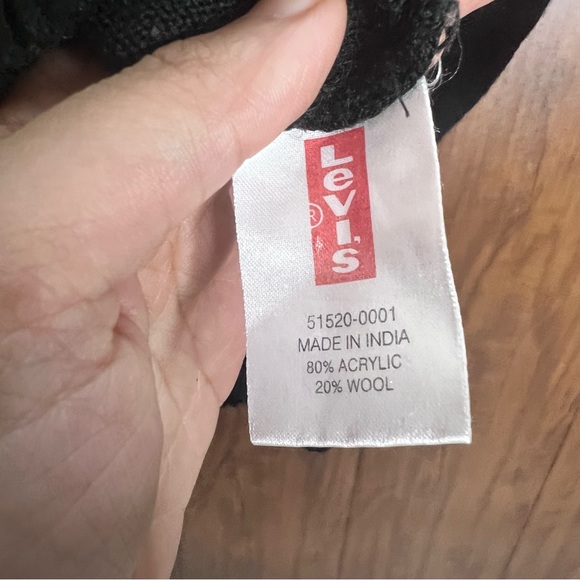 Levi's
®
51520-0001
MADE IN INDIA
80% ACRYLIC
20% WOOL